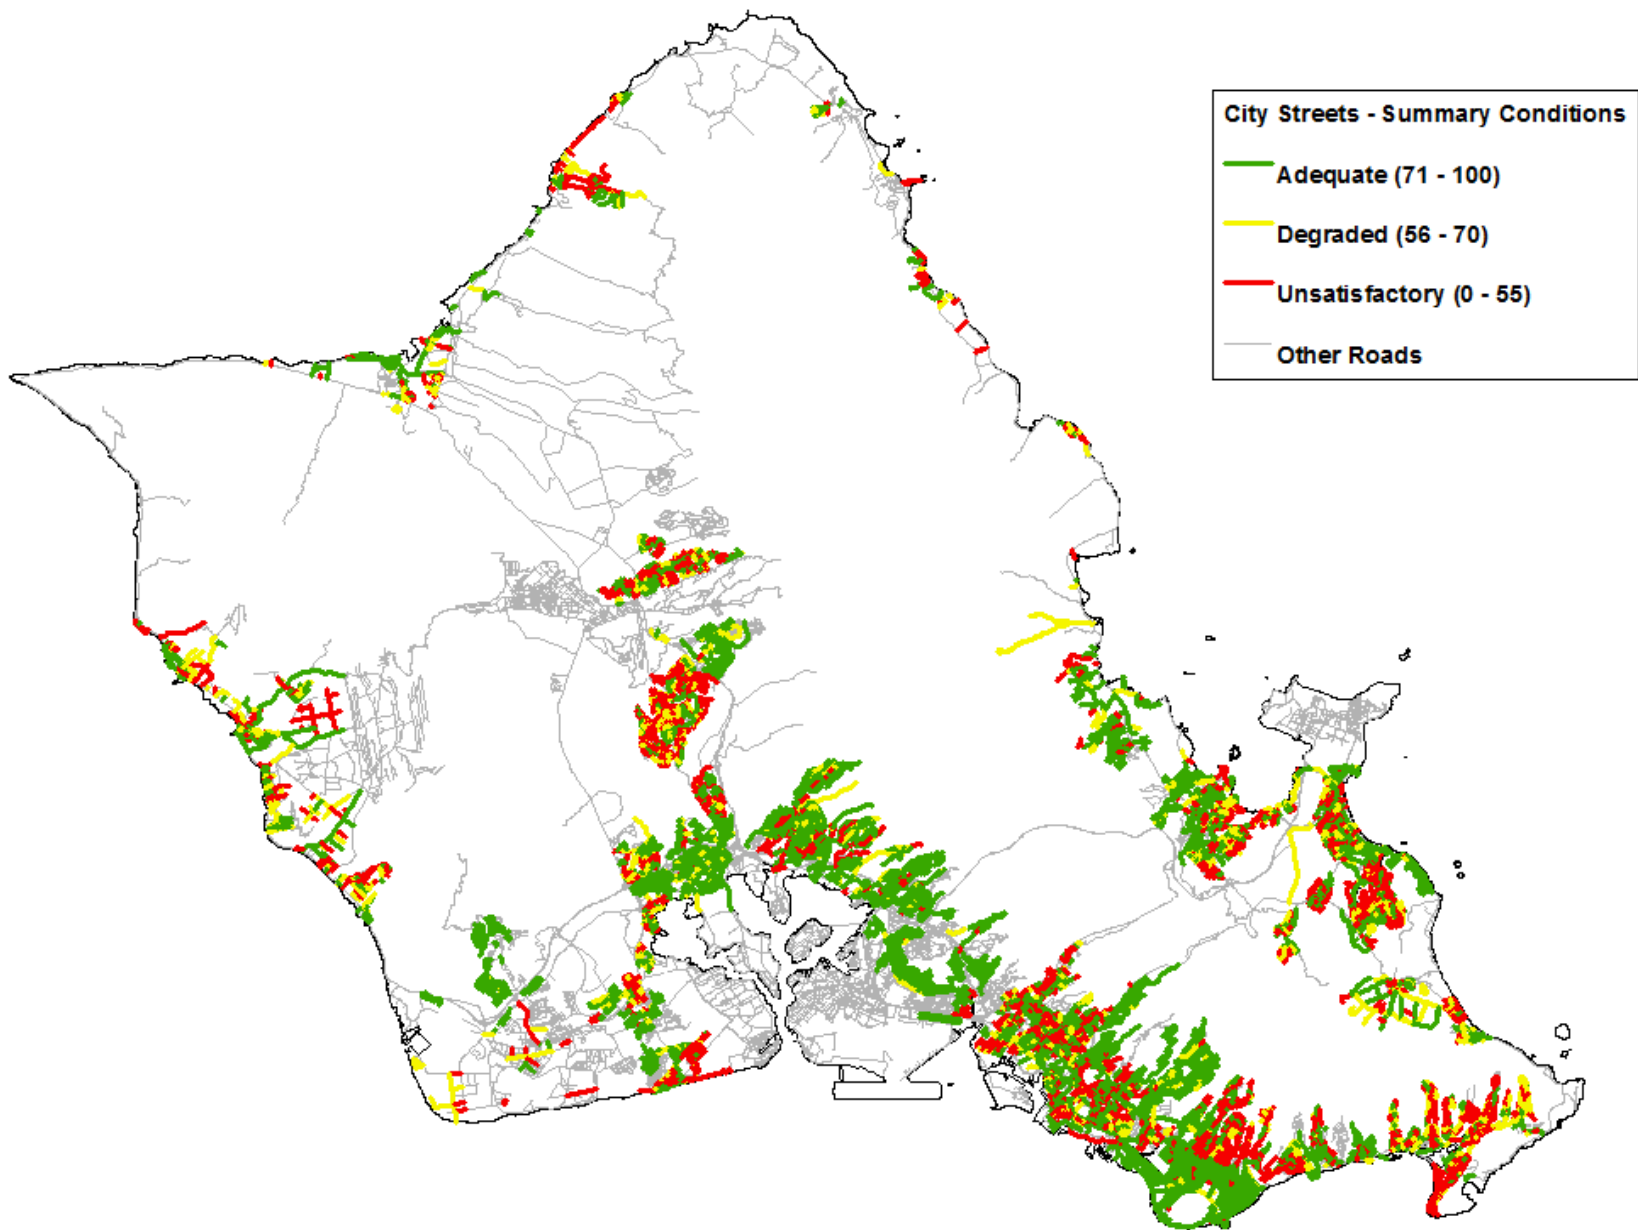 City Streets - Summary Conditions
Adequate (71 - 100)
Degraded (56 - 70)
Unsatisfactory (0 - 55)
Other Roads